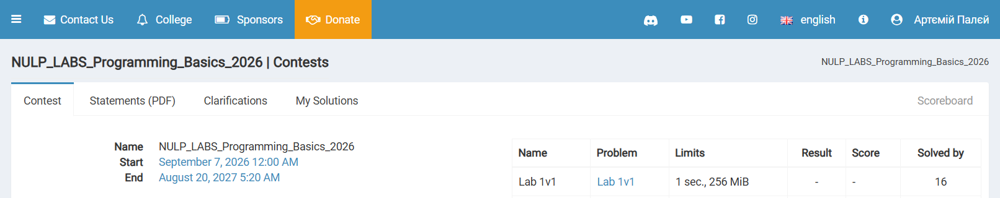 Contact Us College Sponsors Donate english Артємій Палєй
NULP_LABS_Programming_Basics_2026 | Contests NULP_LABS_Programming_Basics_2026
Contest Statements (PDF) Clarifications My Solutions Scoreboard
Name NULP_LABS_Programming_Basics_2026
Start September 7, 2026 12:00 AM
End August 20, 2027 5:20 AM
Name Problem Limits Result Score Solved by
Lab 1v1 Lab 1v1 1 sec., 256 MiB - - 16